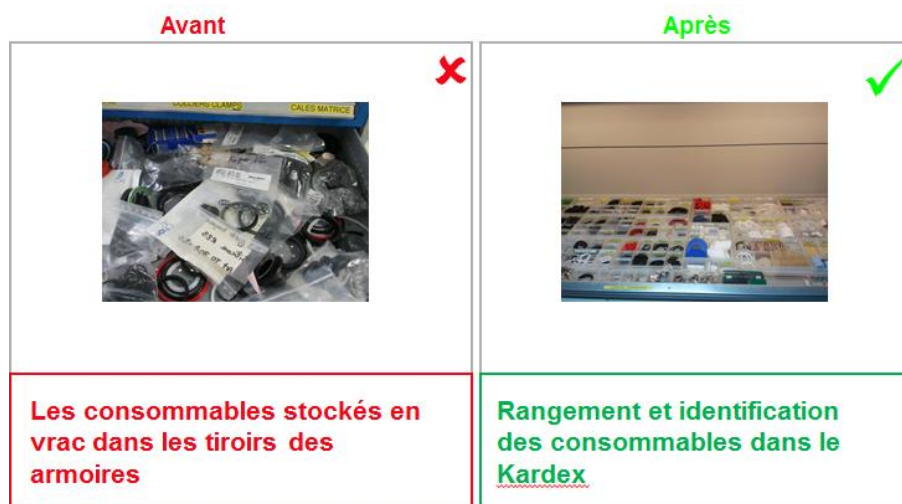 Avant
Après
COLLIERS CLAMPS
CALES MATRICE
Les consommables stockés en
vrac dans les tiroirs des
armoires
Rangement et identification
des consommables dans le
Kardex